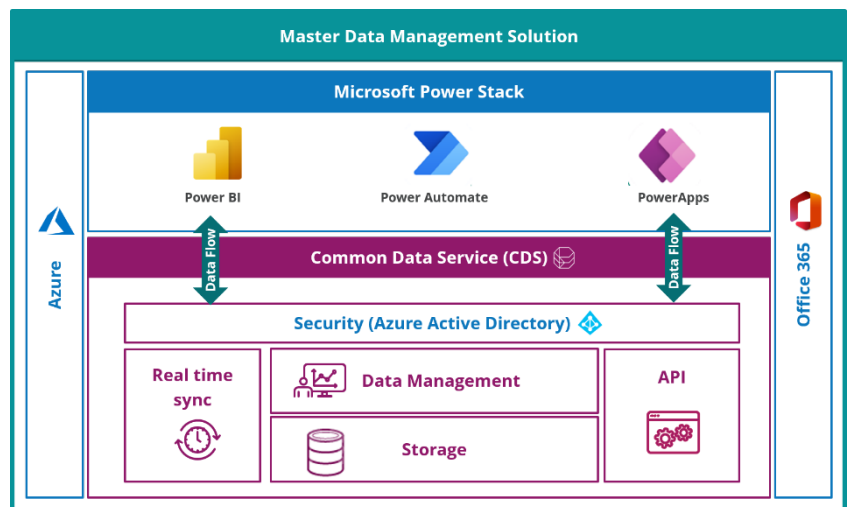 Master Data Management Solution
Microsoft Power Stack
Power BI
Power Automate
PowerApps
Azure
Office 365
Data Flow
Data Flow
Common Data Service (CDS)
Security (Azure Active Directory)
Real time
sync
Data Management
Storage
API